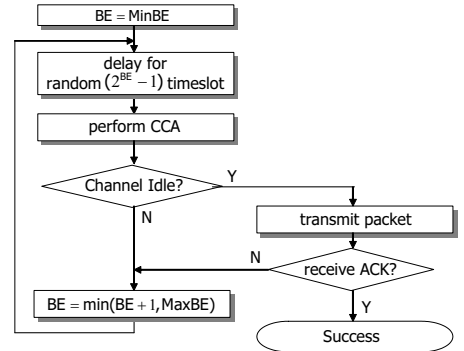 BE = MinBE
delay for
random (2^BE − 1) timeslot
perform CCA
Channel Idle?
Y
N
transmit packet
N
receive ACK?
Y
BE = min(BE + 1, MaxBE)
Success